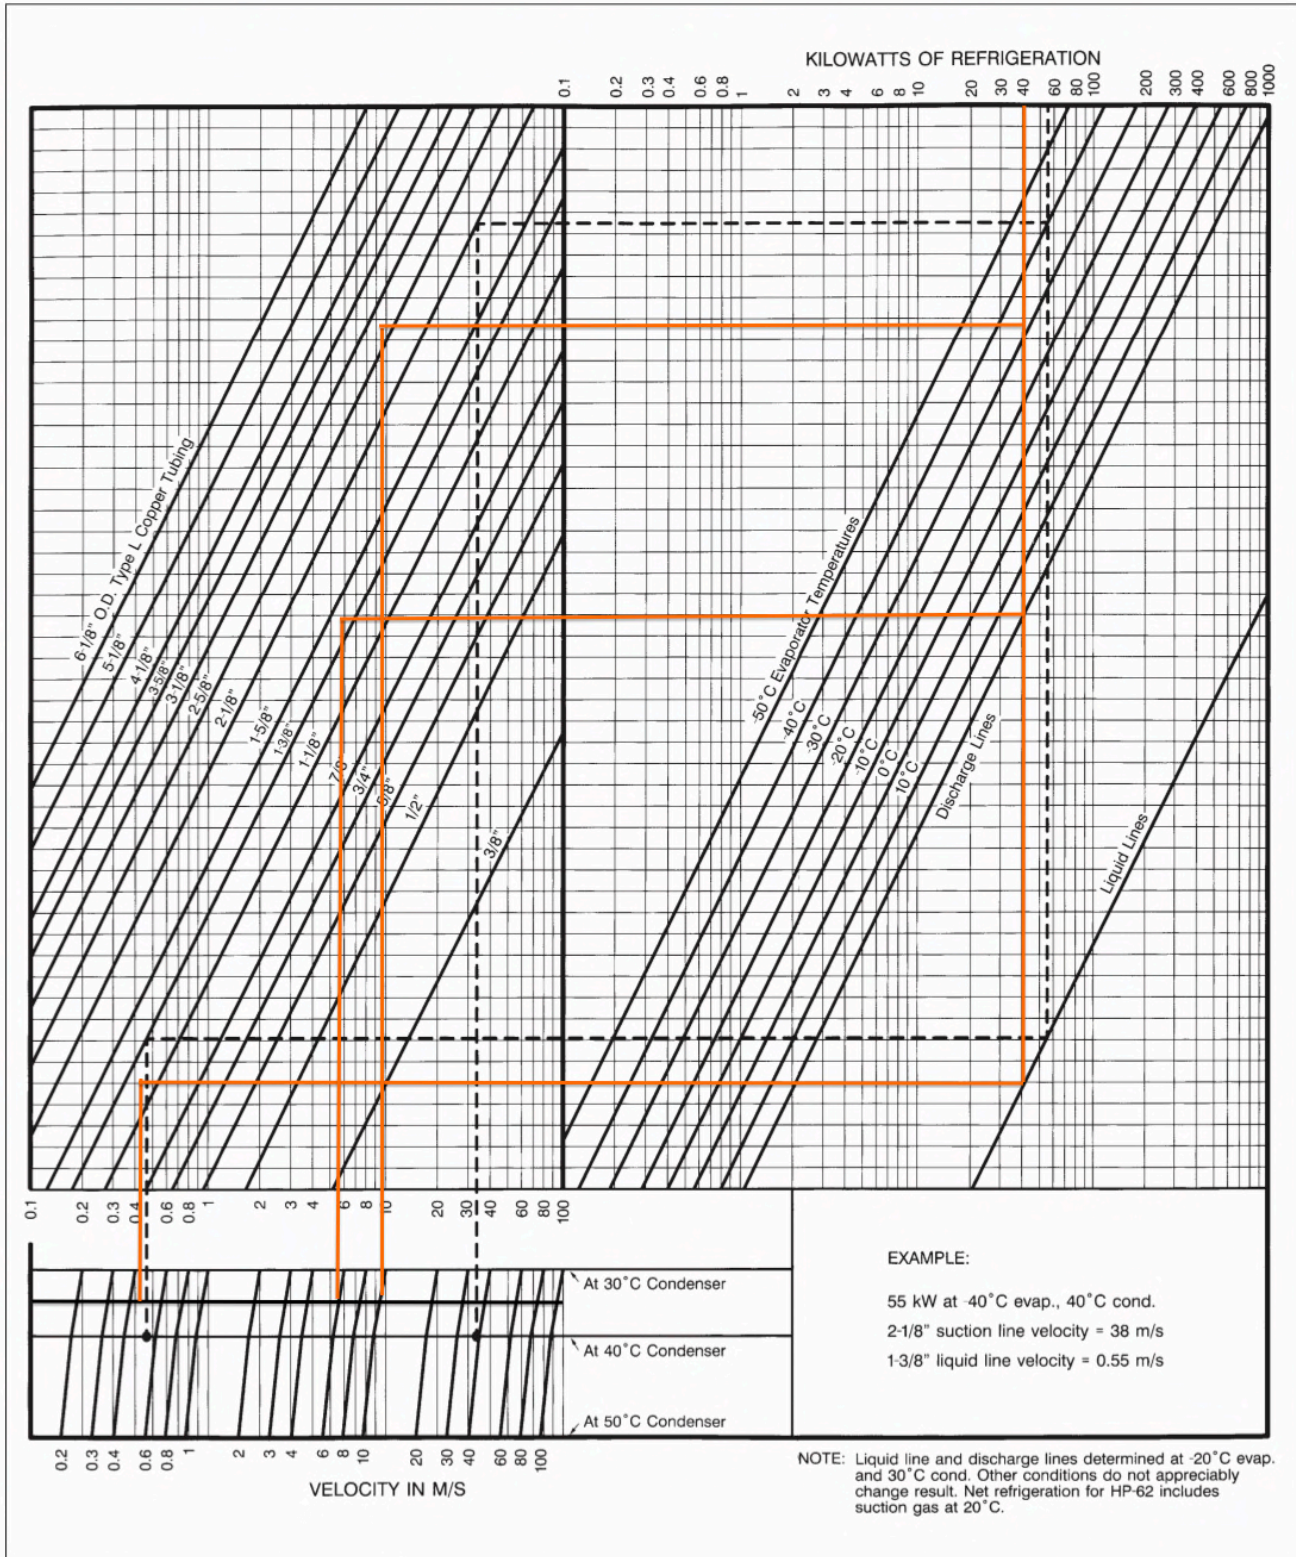 KILOWATTS OF REFRIGERATION
0.1 0.2 0.3 0.4 0.6 0.8 1 2 3 4 6 8 10 20 30 40 60 80 100 200 300 400 600 800 1000
6-1/8" O.D. Type L Copper Tubing
5-1/8"
4-1/8"
3-5/8"
3-1/8"
2-5/8"
2-1/8"
1-5/8"
1-3/8"
1-1/8"
7/8"
3/4"
5/8"
1/2"
3/8"
-50°C Evaporator Temperatures
-40°C
-30°C
-20°C
-10°C
0°C
10°C
Discharge Lines
Liquid Lines
0.1 0.2 0.3 0.4 0.6 0.8 1 2 3 4 6 8 10 20 30 40 60 80 100
At 30°C Condenser
At 40°C Condenser
At 50°C Condenser
0.2 0.3 0.4 0.6 0.8 1 2 3 4 6 8 10 20 30 40 60 80 100
VELOCITY IN M/S
EXAMPLE:
55 kW at -40°C evap., 40°C cond.
2-1/8" suction line velocity = 38 m/s
1-3/8" liquid line velocity = 0.55 m/s
NOTE: Liquid line and discharge lines determined at -20°C evap.
and 30°C cond. Other conditions do not appreciably
change result. Net refrigeration for HP-62 includes
suction gas at 20°C.